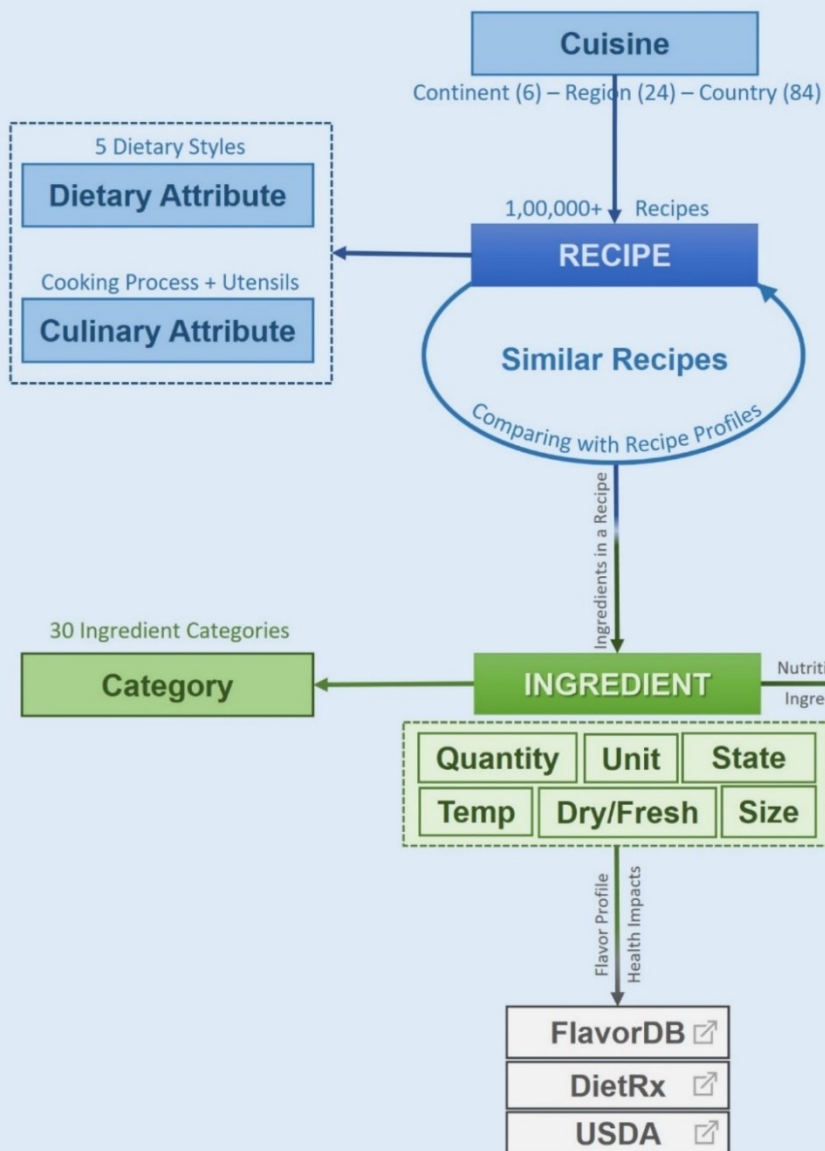 Cuisine
Continent (6) – Region (24) – Country (84)
5 Dietary Styles
Dietary Attribute
Cooking Process + Utensils
Culinary Attribute
1,00,000+ Recipes
RECIPE
Similar Recipes
Comparing with Recipe Profiles
Ingredients in a Recipe
30 Ingredient Categories
Category
INGREDIENT
Quantity
Unit
State
Temp
Dry/Fresh
Size
Flavor Profile
Health Impacts
FlavorDB
DietRx
USDA